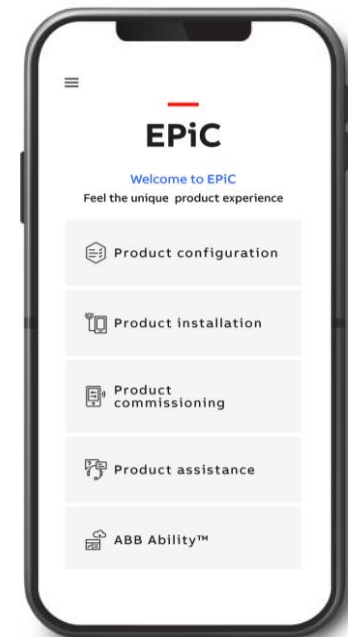 EPiC
Welcome to EPiC
Feel the unique product experience
Product configuration
Product installation
Product
commissioning
Product assistance
ABB Ability™